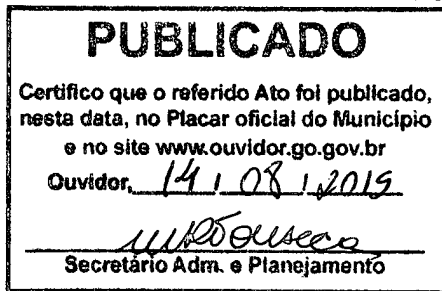 PUBLICADO
Certifico que o referido Ato foi publicado,
nesta data, no Placar oficial do Município
e no site www.ouvidor.go.gov.br
Ouvidor, 14 / 08 / 2019
Secretário Adm. e Planejamento